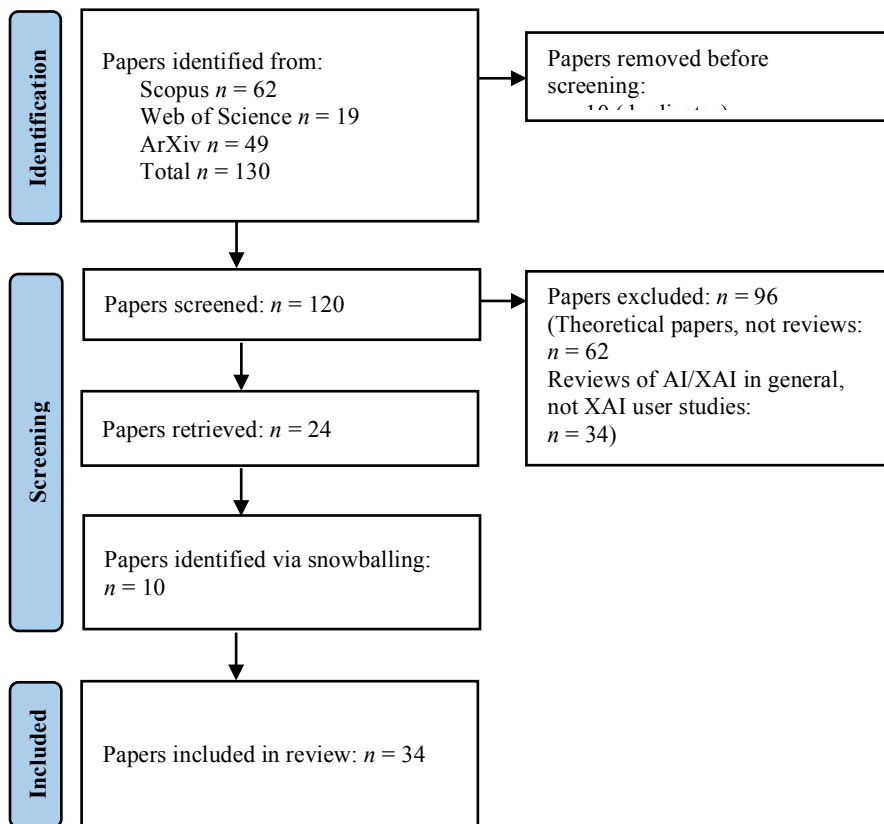 Identification
Papers identified from:
Scopus n = 62
Web of Science n = 19
ArXiv n = 49
Total n = 130
Papers removed before
screening:
Screening
Papers screened: n = 120
Papers excluded: n = 96
(Theoretical papers, not reviews:
n = 62
Reviews of AI/XAI in general,
not XAI user studies:
n = 34)
Papers retrieved: n = 24
Papers identified via snowballing:
n = 10
Included
Papers included in review: n = 34